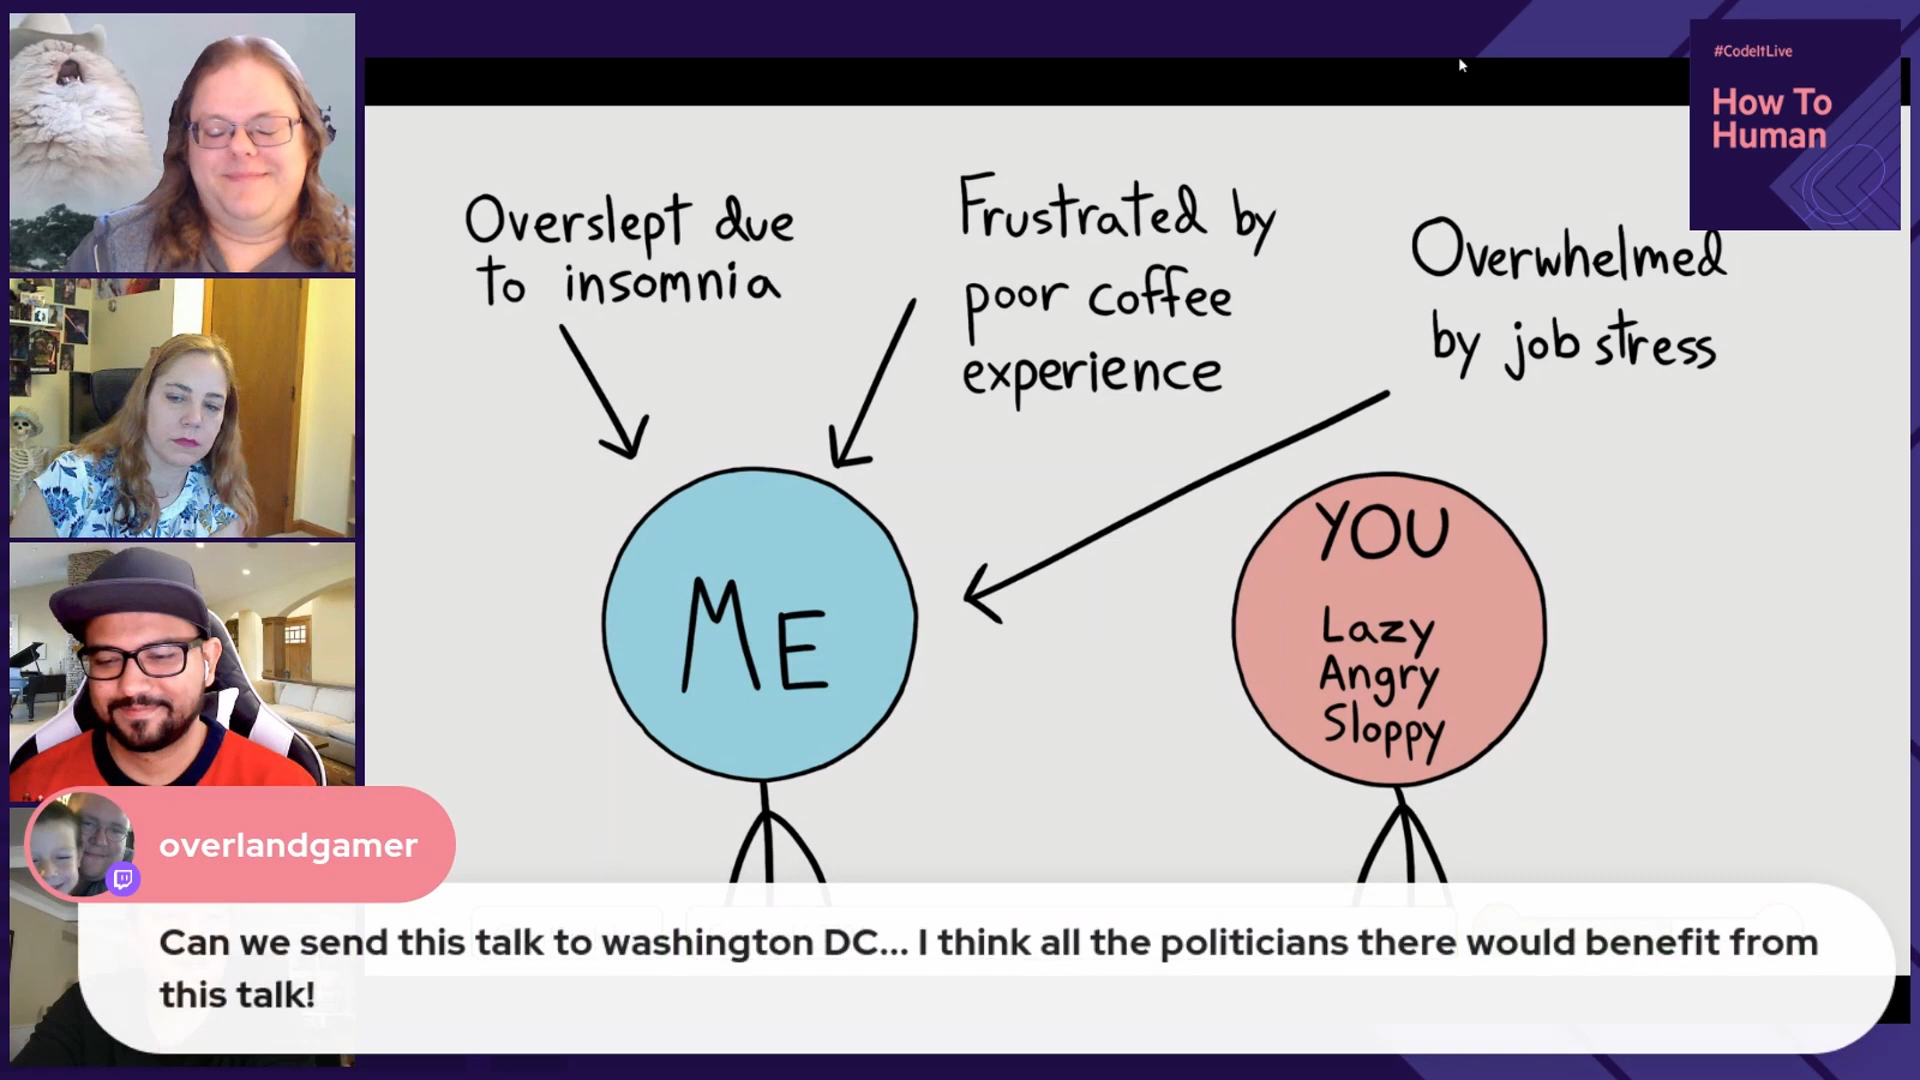 #CodeItLive
How To
Human
Overslept due
to insomnia
Frustrated by
poor coffee
experience
Overwhelmed
by job stress
ME
YOU
Lazy
Angry
Sloppy
overlandgamer
Can we send this talk to washington DC... I think all the politicians there would benefit from
this talk!